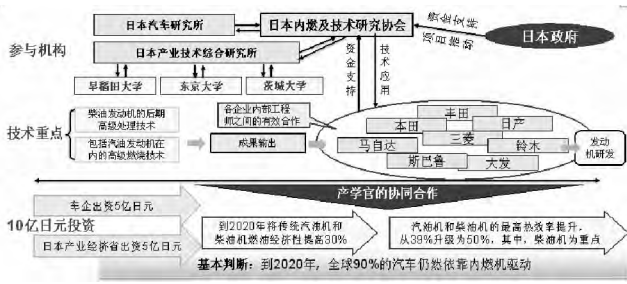 日本汽车研究所
日本内燃及技术研究协会
资金支持
项目推动
日本政府
参与机构
日本产业技术综合研究所
早稻田大学
东京大学
茨城大学
资金支持
技术应用
技术重点
柴油发动机的后期
高级处理技术
包括汽油发动机在
内的高级燃烧技术
各企业内部工程
师之间的有效合作
成果输出
丰田
本田
日产
三菱
马自达
铃木
斯巴鲁
大发
发动
机研发
产学官的协同合作
10亿日元投资
车企出资5亿日元
日本产业经济省出资5亿日元
到2020年将传统汽油机和
柴油机燃油经济性提高30%
汽油机和柴油机的最高热效率提升,
从39%升级为50%,其中,柴油机为重点
基本判断:到2020年,全球90%的汽车仍然依靠内燃机驱动